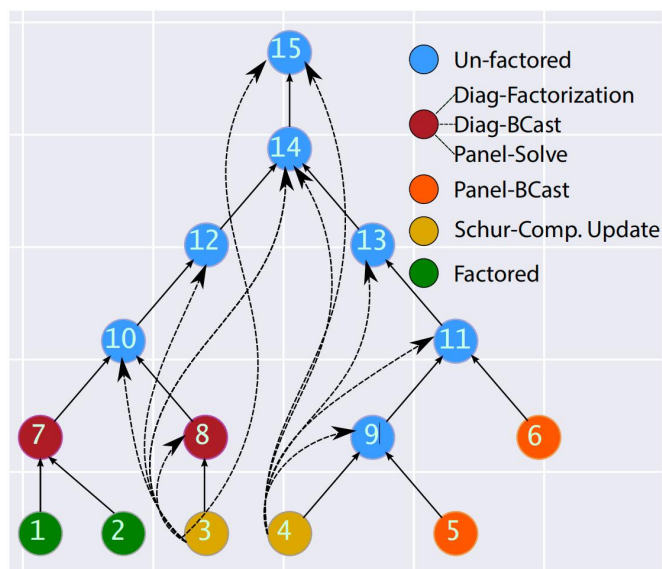 15
Un-factored
Diag-Factorization
Diag-BCast
14
Panel-Solve
Panel-BCast
12
13
Schur-Comp. Update
Factored
10
11
7
8
9
6
1
2
3
4
5